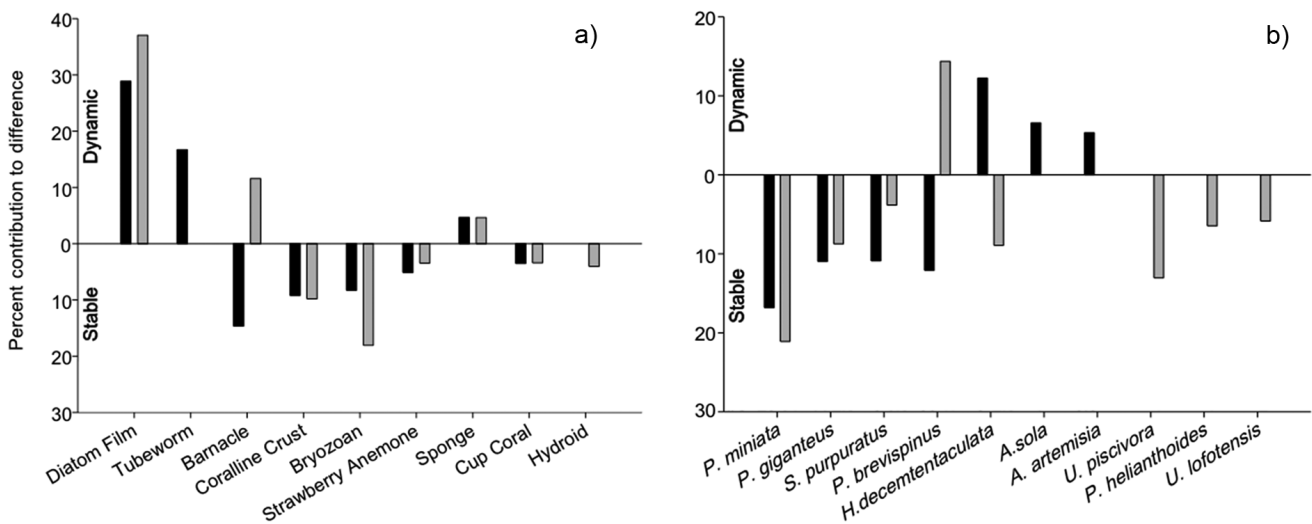 a)
Percent contribution to difference
Dynamic
Stable
40
30
20
10
0
10
20
30
Diatom Film
Tubeworm
Barnacle
Coralline Crust
Bryozoan
Strawberry Anemone
Sponge
Cup Coral
Hydroid
b)
Dynamic
Stable
20
10
0
10
20
30
P. miniata
P. giganteus
S. purpuratus
P. brevispinus
H.decemtentaculata
A.sola
A. artemisia
U. piscivora
P. helianthoides
U. lofotensis